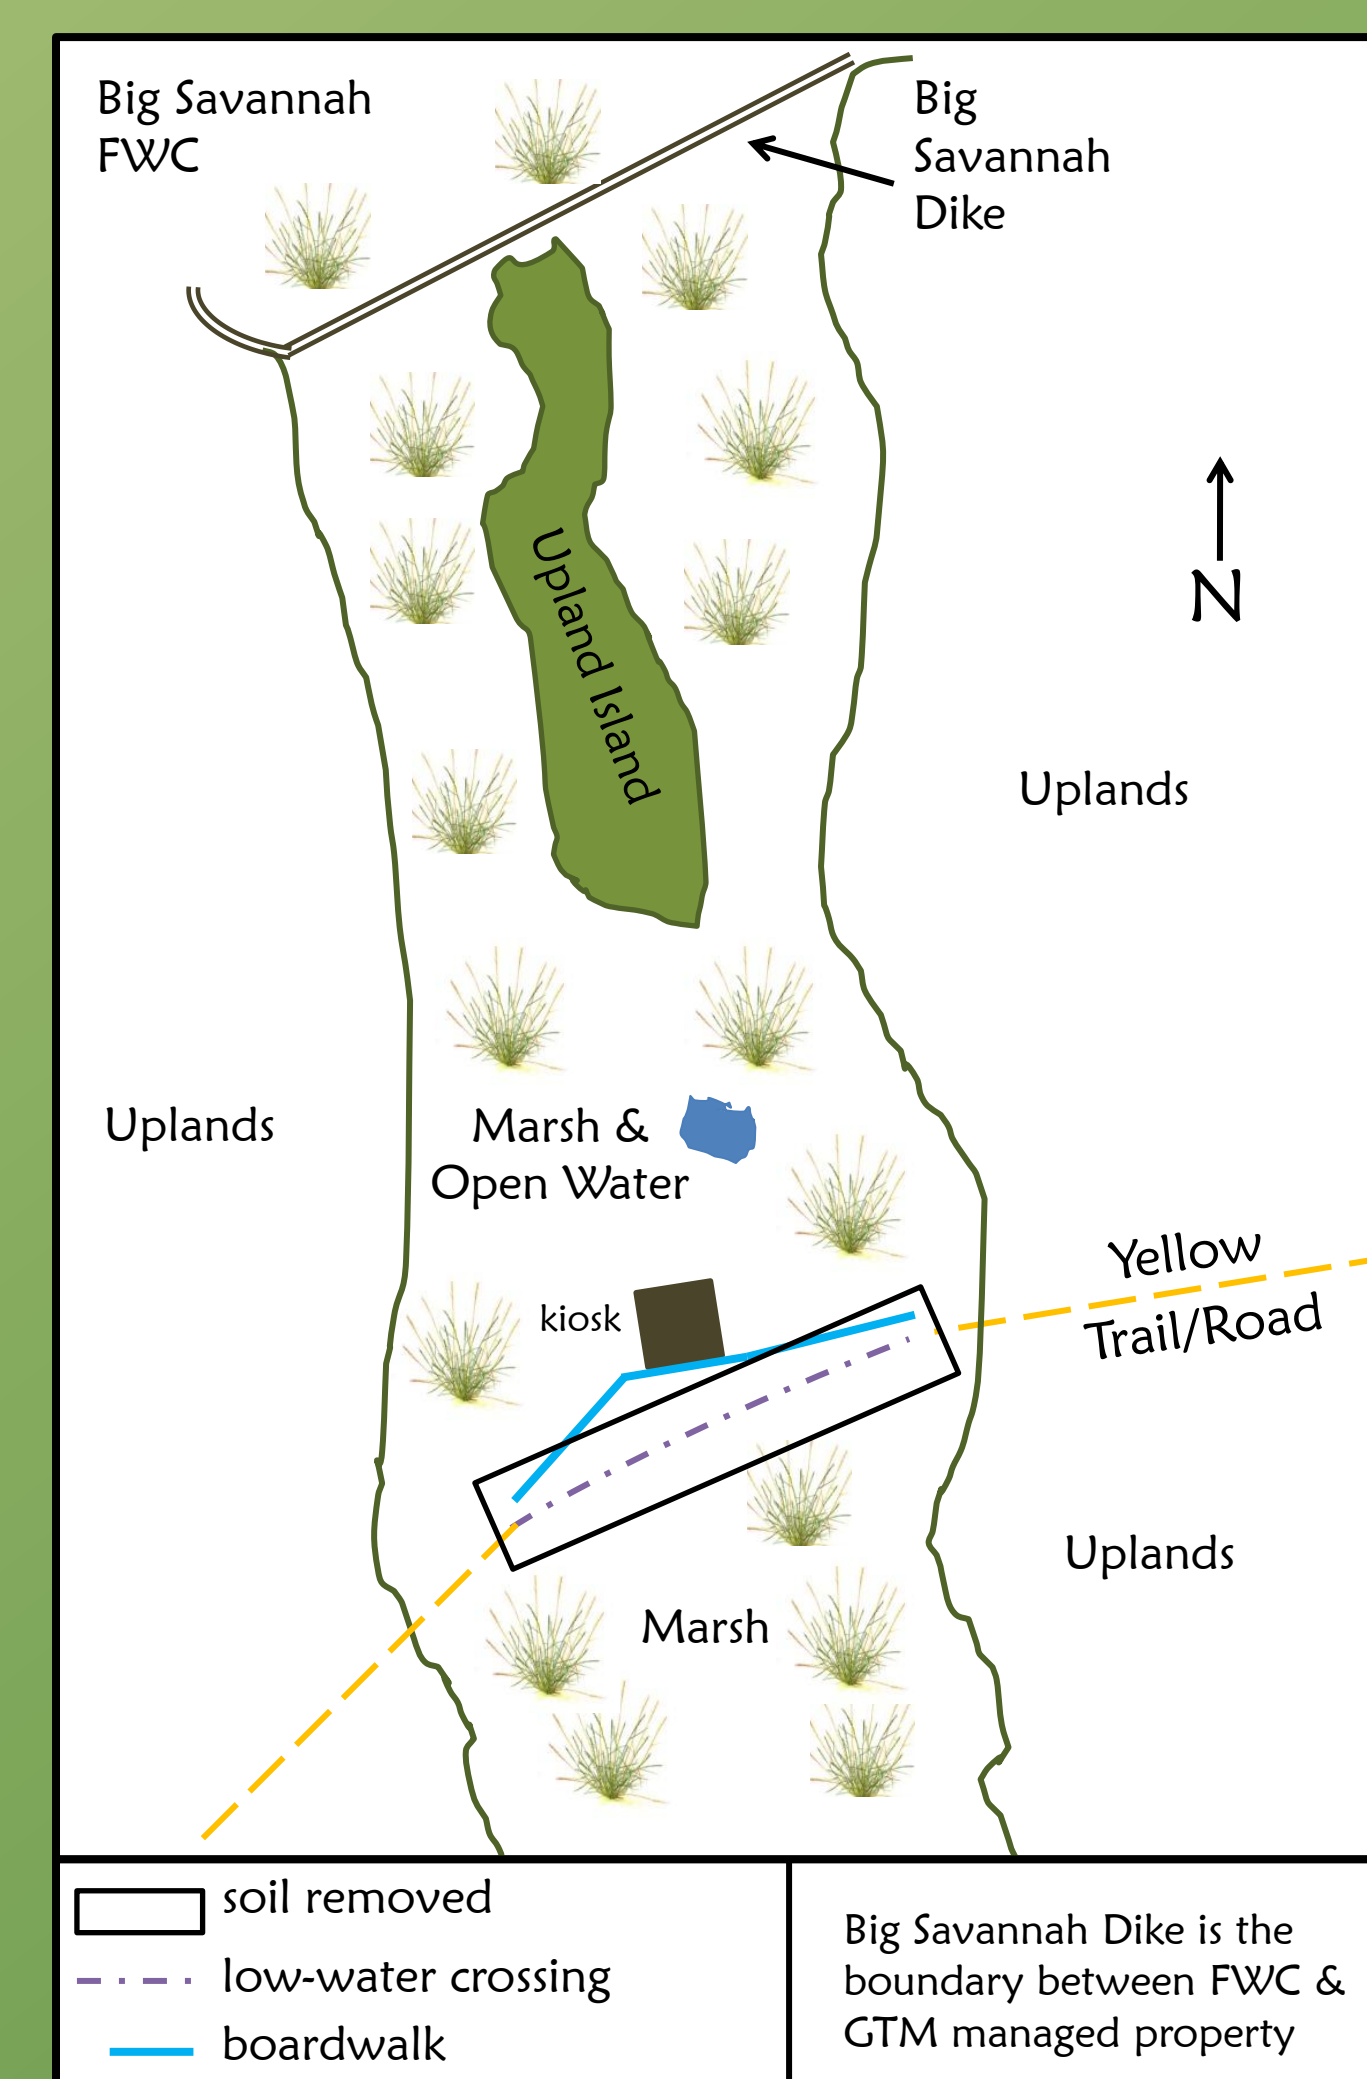 Big Savannah
FWC
Big
Savannah
Dike
N
Upland Island
Uplands
Uplands
Marsh &
Open Water
Yellow
Trail/Road
kiosk
Uplands
Marsh
soil removed
low-water crossing
boardwalk
Big Savannah Dike is the
boundary between FWC &
GTM managed property